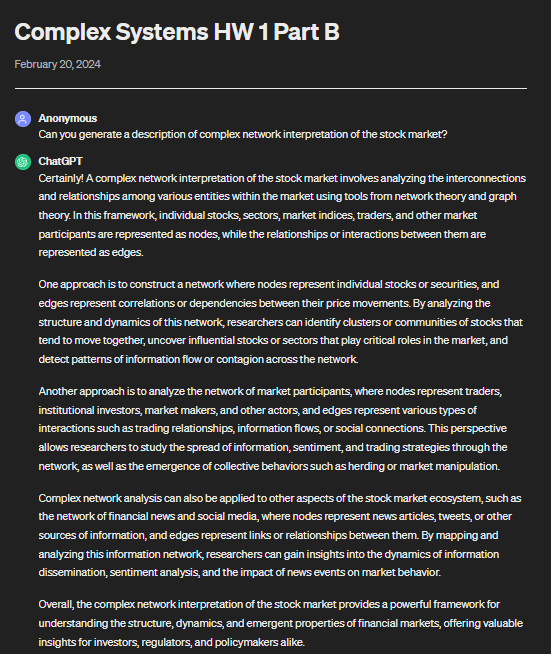 Complex Systems HW 1 Part B
February 20, 2024
Anonymous
Can you generate a description of complex network interpretation of the stock market?
ChatGPT
Certainly! A complex network interpretation of the stock market involves analyzing the interconnections
and relationships among various entities within the market using tools from network theory and graph
theory. In this framework, individual stocks, sectors, market indices, traders, and other market
participants are represented as nodes, while the relationships or interactions between them are
represented as edges.
One approach is to construct a network where nodes represent individual stocks or securities, and
edges represent correlations or dependencies between their price movements. By analyzing the
structure and dynamics of this network, researchers can identify clusters or communities of stocks that
tend to move together, uncover influential stocks or sectors that play critical roles in the market, and
detect patterns of information flow or contagion across the network.
Another approach is to analyze the network of market participants, where nodes represent traders,
institutional investors, market makers, and other actors, and edges represent various types of
interactions such as trading relationships, information flows, or social connections. This perspective
allows researchers to study the spread of information, sentiment, and trading strategies through the
network, as well as the emergence of collective behaviors such as herding or market manipulation.
Complex network analysis can also be applied to other aspects of the stock market ecosystem, such as
the network of financial news and social media, where nodes represent news articles, tweets, or other
sources of information, and edges represent links or relationships between them. By mapping and
analyzing this information network, researchers can gain insights into the dynamics of information
dissemination, sentiment analysis, and the impact of news events on market behavior.
Overall, the complex network interpretation of the stock market provides a powerful framework for
understanding the structure, dynamics, and emergent properties of financial markets, offering valuable
insights for investors, regulators, and policymakers alike.